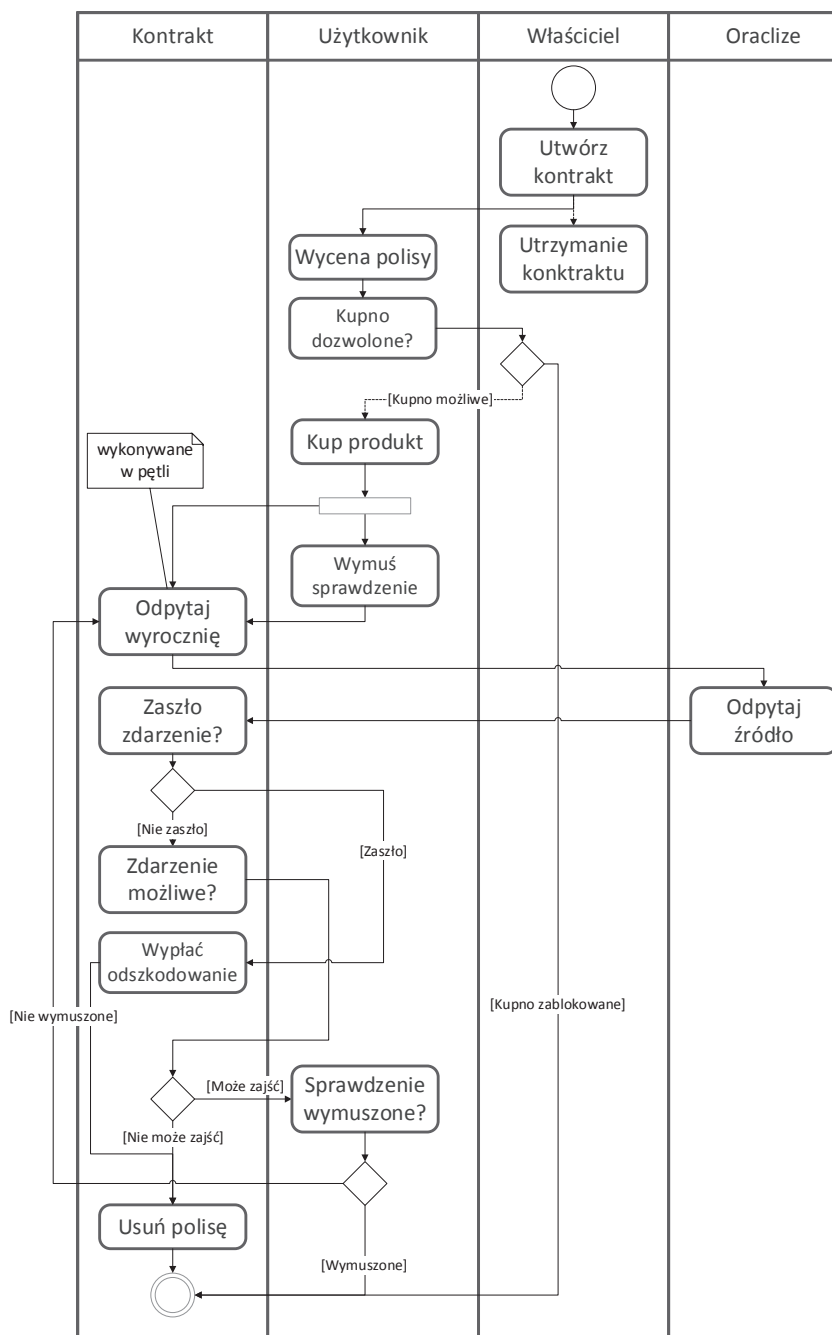 Kontrakt
Użytkownik
Właściciel
Oraclize
Utwórz
kontrakt
Wycena polisy
Utrzymanie
konktraktu
Kupno
dozwolone?
[Kupno możliwe]
Kup produkt
wykonywane
w pętli
Wymuś
sprawdzenie
Odpytaj
wyrocznię
Zaszło
zdarzenie?
Odpytaj
źródło
[Nie zaszło]
[Zaszło]
Zdarzenie
możliwe?
Wypłać
odszkodowanie
[Kupno zablokowane]
[Nie wymuszone]
[Może zajść]
Sprawdzenie
wymuszone?
[Nie może zajść]
Usuń polisę
[Wymuszone]